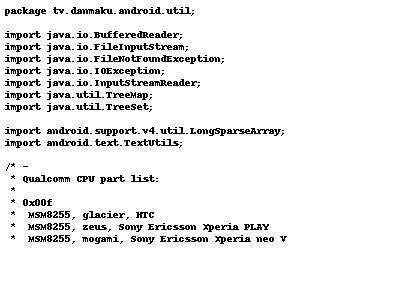 package tv.danmaku.android.util;
import java.io.BufferedReader;
import java.io.FileInputStream;
import java.io.FileNotFoundException;
import java.io.IOException;
import java.io.InputStreamReader;
import java.util.TreeMap;
import java.util.TreeSet;
import android.support.v4.util.LongSparseArray;
import android.text.TextUtils;
/* -
 * Qualcomm CPU part list:
 *
 * 0x00f
 *  MSM8255, glacier, HTC
 *  MSM8255, zeus, Sony Ericsson Xperia PLAY
 *  MSM8255, mogami, Sony Ericsson Xperia neo V